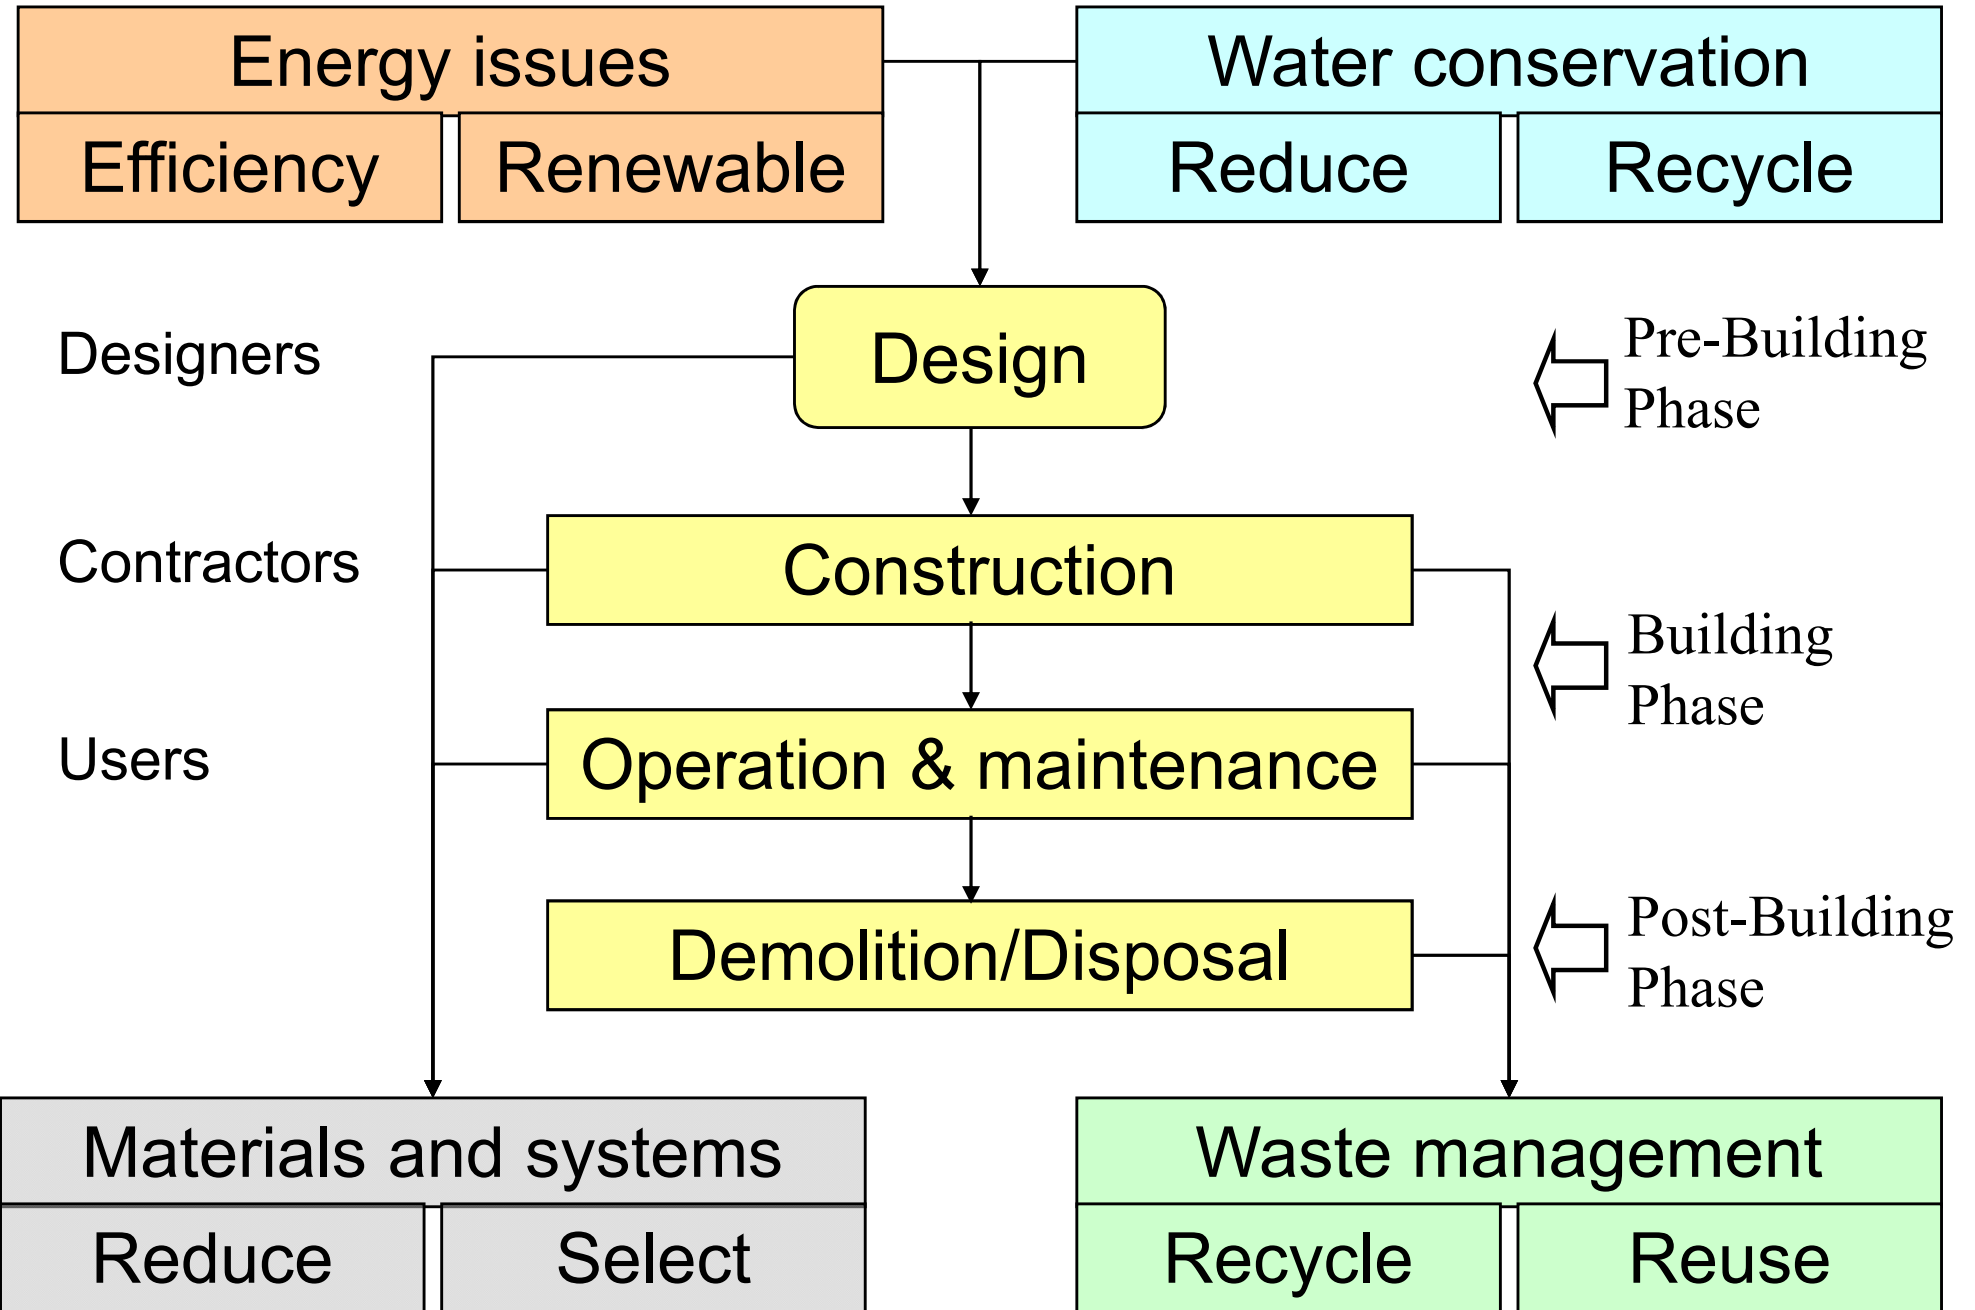 Energy issues
Water conservation
Efficiency
Renewable
Reduce
Recycle
Designers
Design
Pre-Building
Phase
Contractors
Construction
Building
Phase
Users
Operation & maintenance
Demolition/Disposal
Post-Building
Phase
Materials and systems
Waste management
Reduce
Select
Recycle
Reuse